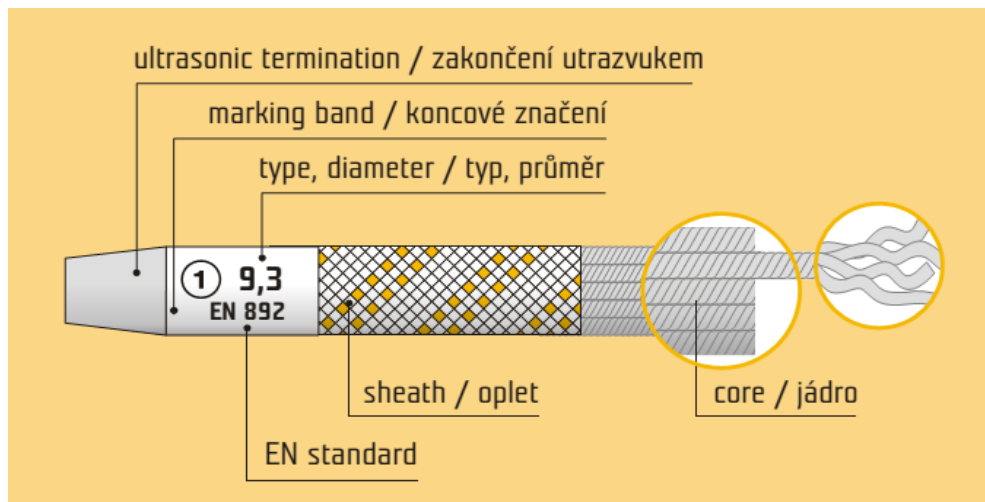 ultrasonic termination / zakončení utrazvukem
marking band / koncové značení
type, diameter / typ, průměr
1 9,3
EN 892
sheath / oplet
core / jádro
EN standard